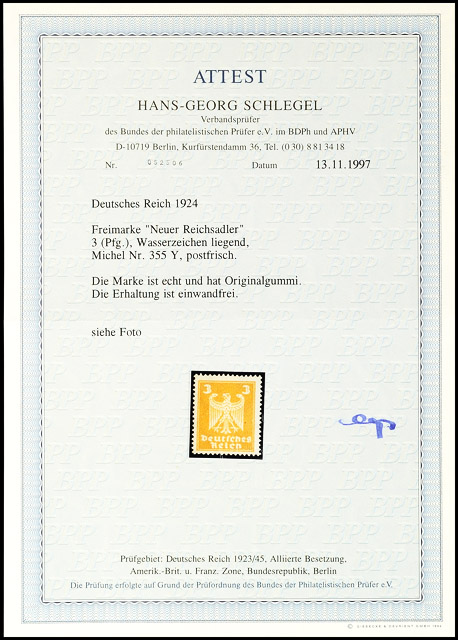 ATTEST
HANS-GEORG SCHLEGEL
Verbandsprüfer
des Bundes der philatelistischen Prüfer e.V. im BDPh und APHV
D-10719 Berlin, Kurfürstendamm 36, Tel. (0 30) 8 81 34 18
Nr. Datum 13.11.1997
Deutsches Reich 1924
Freimarke "Neuer Reichsadler"
3 (Pfg.), Wasserzeichen liegend,
Michel Nr. 355 Y, postfrisch.
Die Marke ist echt und hat Originalgummi.
Die Erhaltung ist einwandfrei.
siehe Foto
3 3
Deutsches
Reich
Prüfgebiet: Deutsches Reich 1923/45, Alliierte Besetzung,
Amerik.-Brit. u. Franz. Zone, Bundesrepublik, Berlin
Die Prüfung erfolgte auf Grund der Prüfordnung des Bundes der Philatelistischen Prüfer e.V.